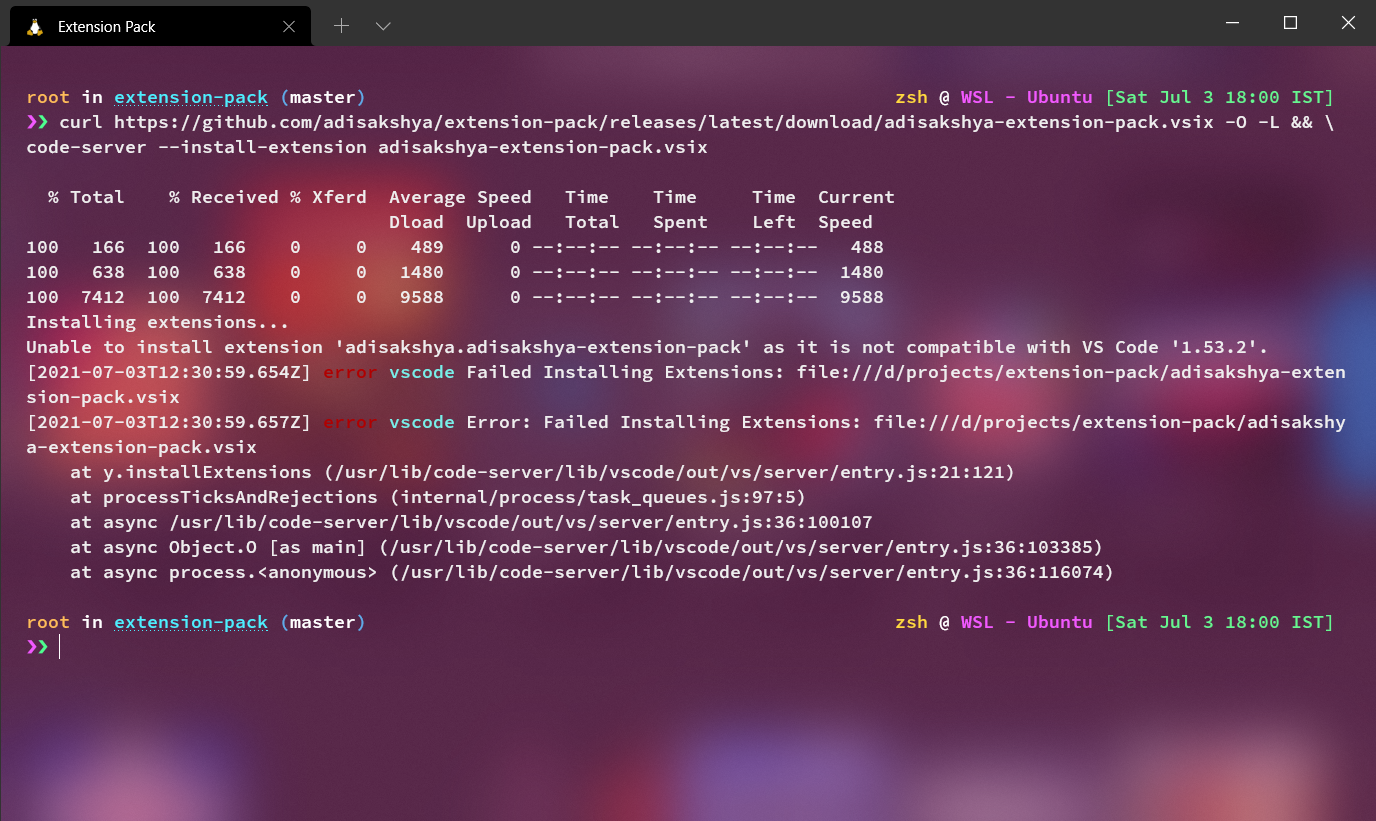 Extension Pack
root in extension-pack (master) zsh @ WSL - Ubuntu [Sat Jul 3 18:00 IST]
❯❯ curl https://github.com/adisakshya/extension-pack/releases/latest/download/adisakshya-extension-pack.vsix -O -L && \
code-server --install-extension adisakshya-extension-pack.vsix
% Total % Received % Xferd Average Speed Time Time Time Current
Dload Upload Total Spent Left Speed
100 166 100 166 0 0 489 0 --:--:-- --:--:-- --:--:-- 488
100 638 100 638 0 0 1480 0 --:--:-- --:--:-- --:--:-- 1480
100 7412 100 7412 0 0 9588 0 --:--:-- --:--:-- --:--:-- 9588
Installing extensions...
Unable to install extension 'adisakshya.adisakshya-extension-pack' as it is not compatible with VS Code '1.53.2'.
[2021-07-03T12:30:59.654Z] error vscode Failed Installing Extensions: file:///d/projects/extension-pack/adisakshya-exten
sion-pack.vsix
[2021-07-03T12:30:59.657Z] error vscode Error: Failed Installing Extensions: file:///d/projects/extension-pack/adisakshy
a-extension-pack.vsix
at y.installExtensions (/usr/lib/code-server/lib/vscode/out/vs/server/entry.js:21:121)
at processTicksAndRejections (internal/process/task_queues.js:97:5)
at async /usr/lib/code-server/lib/vscode/out/vs/server/entry.js:36:100107
at async Object.O [as main] (/usr/lib/code-server/lib/vscode/out/vs/server/entry.js:36:103385)
at async process.<anonymous> (/usr/lib/code-server/lib/vscode/out/vs/server/entry.js:36:116074)
root in extension-pack (master) zsh @ WSL - Ubuntu [Sat Jul 3 18:00 IST]
❯❯